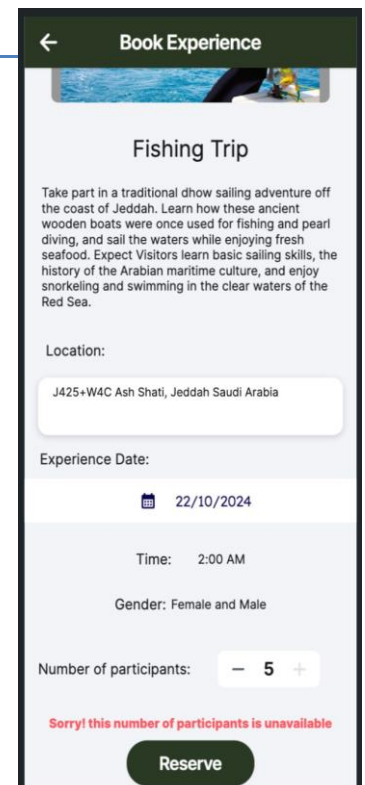 Book Experience
Fishing Trip
Take part in a traditional dhow sailing adventure off
the coast of Jeddah. Learn how these ancient
wooden boats were once used for fishing and pearl
diving, and sail the waters while enjoying fresh
seafood. Expect Visitors learn basic sailing skills, the
history of the Arabian maritime culture, and enjoy
snorkeling and swimming in the clear waters of the
Red Sea.
Location:
J425+W4C Ash Shati, Jeddah Saudi Arabia
Experience Date:
22/10/2024
Time: 2:00 AM
Gender: Female and Male
Number of participants: − 5 +
Sorry! this number of participants is unavailable
Reserve